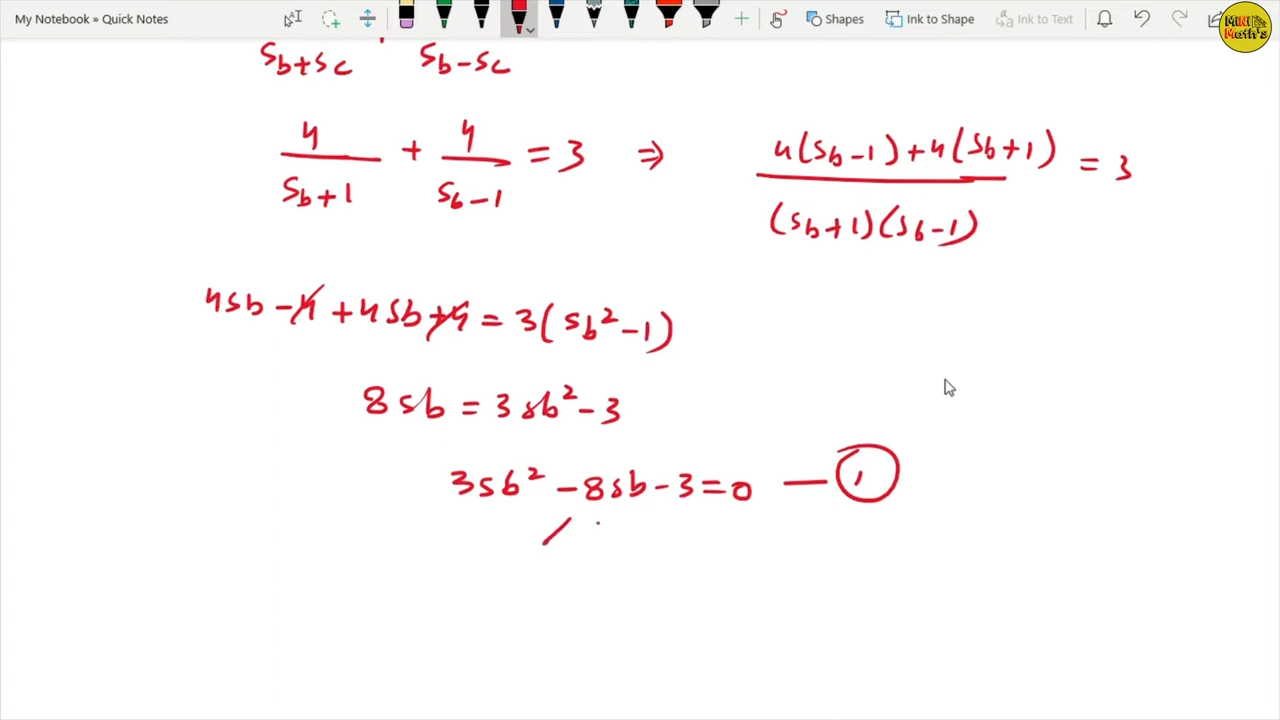 My Notebook » Quick Notes
Shapes
Ink to Shape
Ink to Text
MiNi
Math's
Sb+Sc Sb-Sc
4/(Sb+1) + 4/(Sb-1) = 3 ⇒ (4(Sb-1)+4(Sb+1))/((Sb+1)(Sb-1)) = 3
4Sb - 4 + 4Sb + 4 = 3(Sb² - 1)
8Sb = 3Sb² - 3
3Sb² - 8Sb - 3 = 0 — 1